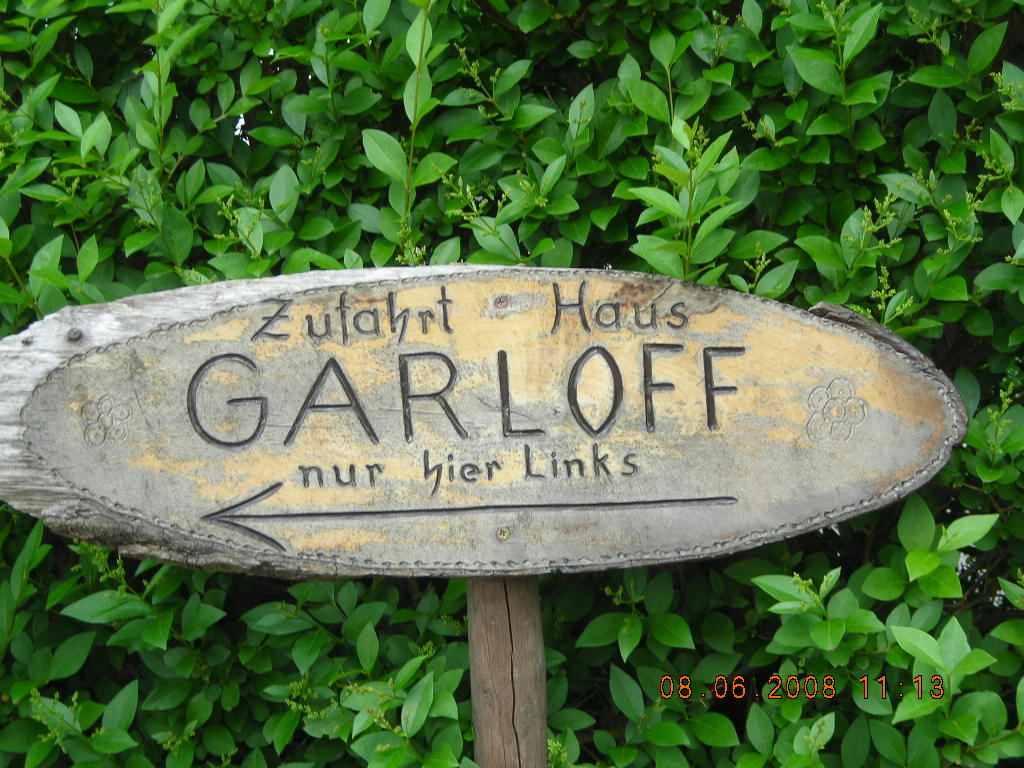 Zufahrt - Haus
GARLOFF
nur hier Links
08.06.2008 11:13